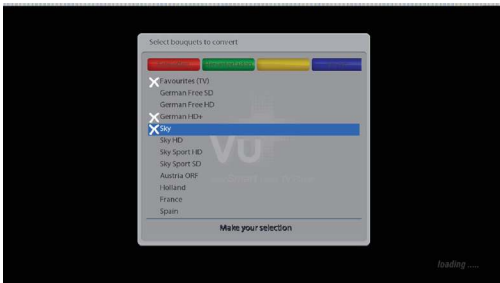 Select bouquets to convert
Favourites (TV)
German Free SD
German Free HD
German HD+
Sky
Sky HD
Sky Sport HD
Sky Sport SD
Austria ORF
Holland
France
Spain
VU+
Make your selection
loading .....